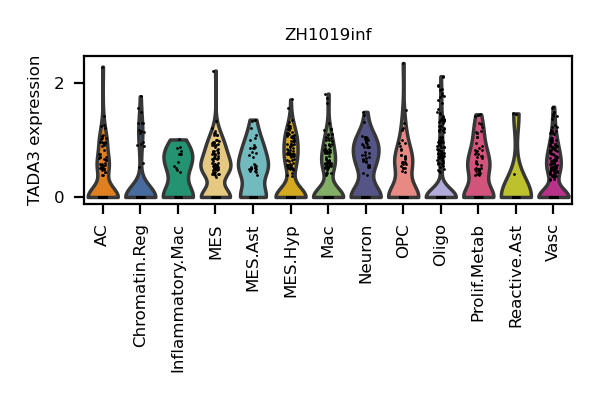 ZH1019inf
TADA3 expression
2
0
AC
Chromatin.Reg
Inflammatory.Mac
MES
MES.Ast
MES.Hyp
Mac
Neuron
OPC
Oligo
Prolif.Metab
Reactive.Ast
Vasc